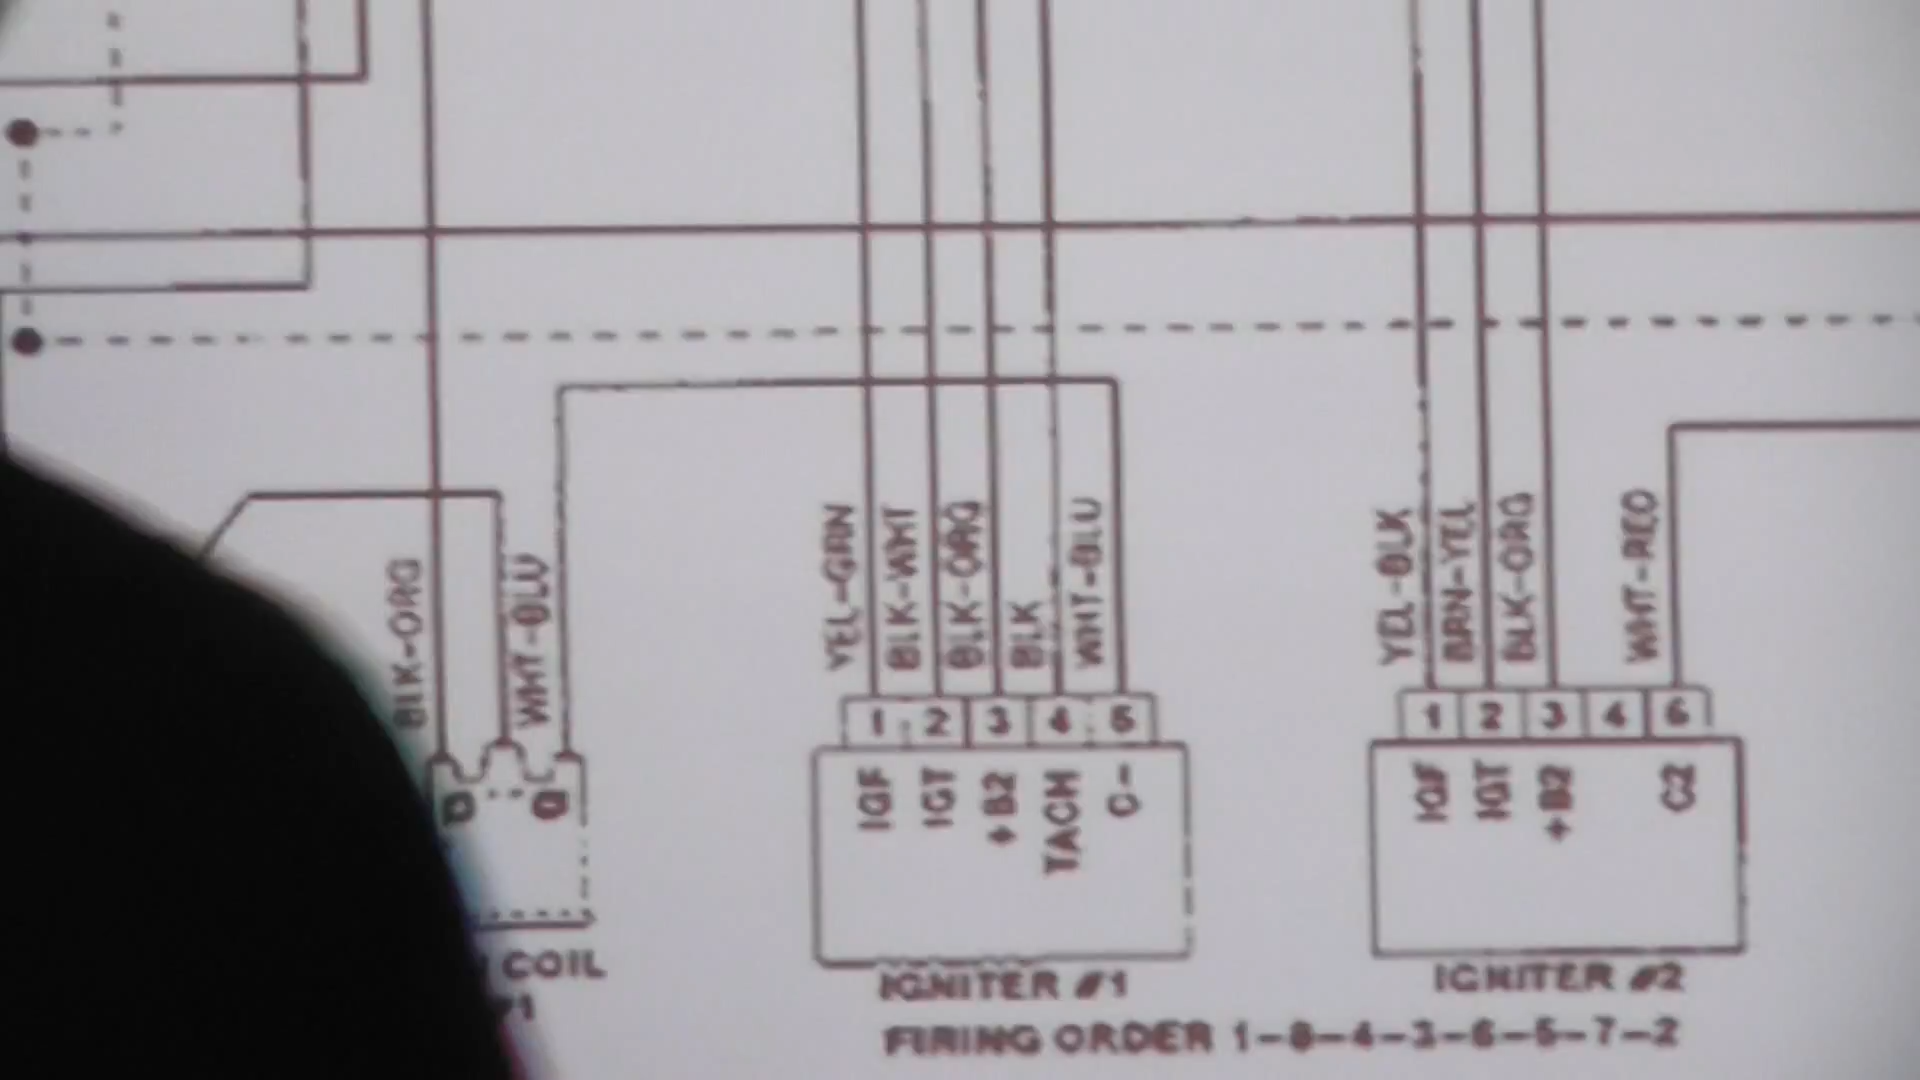 BLK-ORG
WHT-BLU
YEL-GRN
BLK-WHT
BLK-ORG
BLK
WHT-BLU
YEL-BLK
BRN-YEL
BLK-ORG
WHT-RED
1 2 3 4 5
1 2 3 4 6
IGF
IGT
+B2
TACH
C-
IGF
IGT
+B2
C2
COIL
#1
IGNITER #1
IGNITER #2
FIRING ORDER 1-8-4-3-6-5-7-2